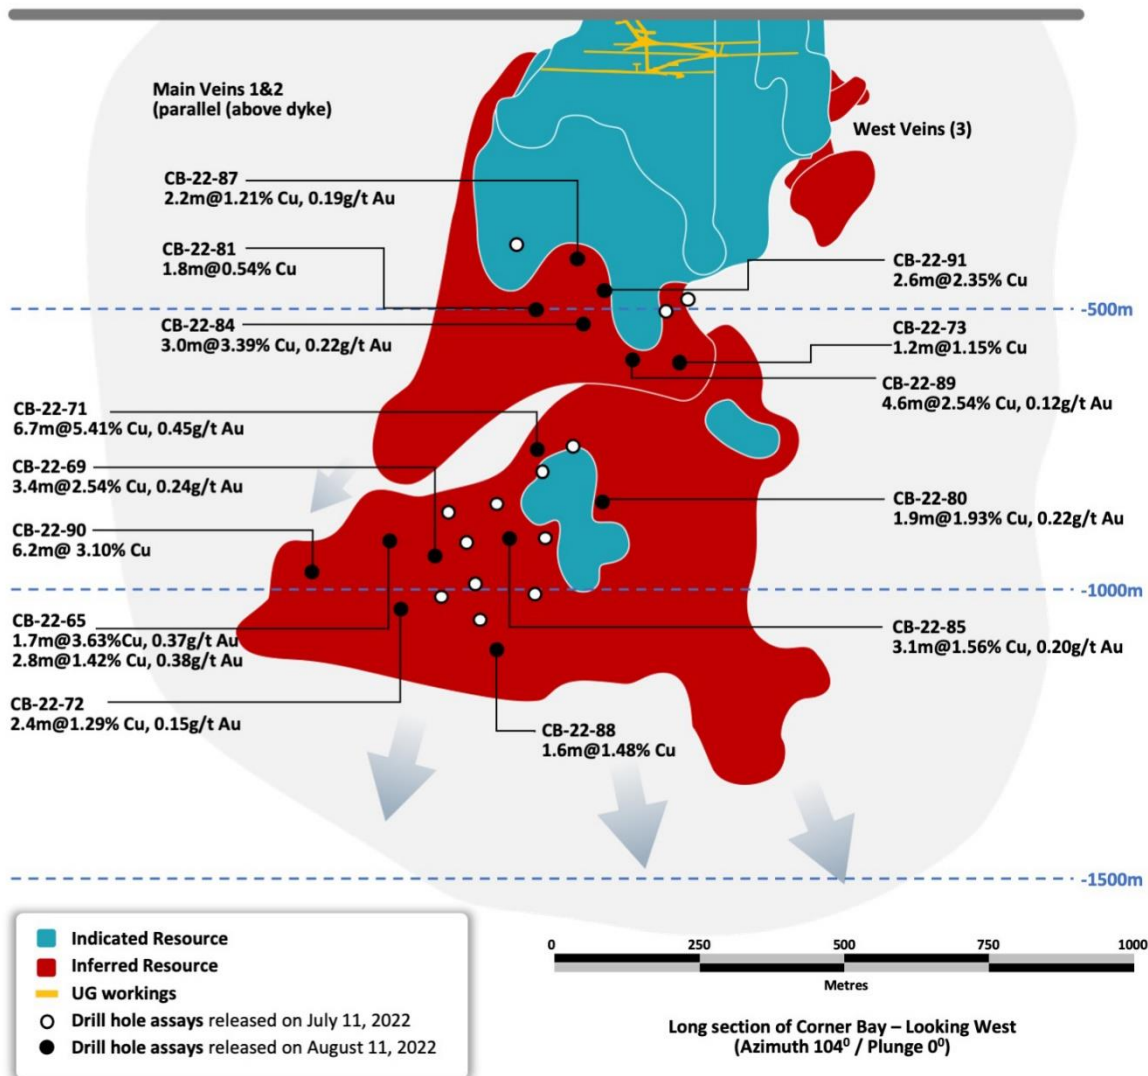 Main Veins 1&2
(parallel (above dyke)
West Veins (3)
CB-22-87
2.2m@1.21% Cu, 0.19g/t Au
CB-22-81
1.8m@0.54% Cu
CB-22-91
2.6m@2.35% Cu
-500m
CB-22-84
3.0m@3.39% Cu, 0.22g/t Au
CB-22-73
1.2m@1.15% Cu
CB-22-89
4.6m@2.54% Cu, 0.12g/t Au
CB-22-71
6.7m@5.41% Cu, 0.45g/t Au
CB-22-69
3.4m@2.54% Cu, 0.24g/t Au
CB-22-80
1.9m@1.93% Cu, 0.22g/t Au
CB-22-90
6.2m@ 3.10% Cu
-1000m
CB-22-65
1.7m@3.63%Cu, 0.37g/t Au
2.8m@1.42% Cu, 0.38g/t Au
CB-22-85
3.1m@1.56% Cu, 0.20g/t Au
CB-22-72
2.4m@1.29% Cu, 0.15g/t Au
CB-22-88
1.6m@1.48% Cu
-1500m
Indicated Resource
Inferred Resource
UG workings
Drill hole assays released on July 11, 2022
Drill hole assays released on August 11, 2022
0 250 500 750 1000
Metres
Long section of Corner Bay – Looking West
(Azimuth 104⁰ / Plunge 0⁰)